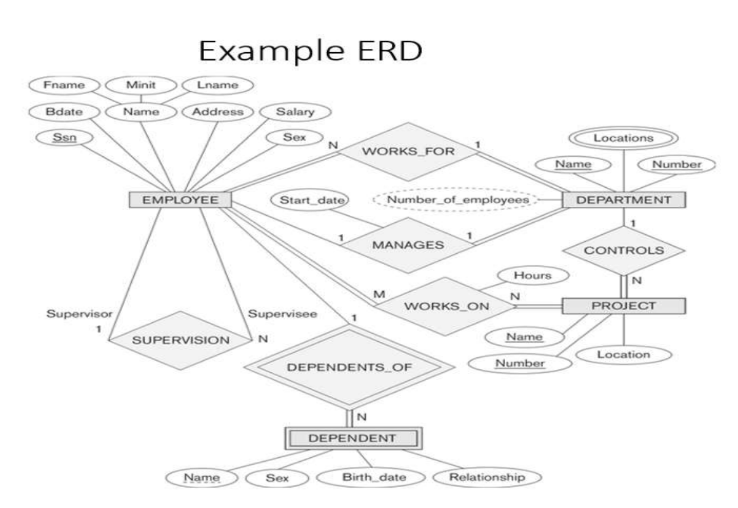 Example ERD
Fname Minit Lname
Bdate Name Address Salary
Ssn Sex
N WORKS_FOR 1
Locations
Name Number
EMPLOYEE
Start_date
Number_of_employees
DEPARTMENT
1 MANAGES 1
1
CONTROLS
N
Hours
M WORKS_ON N
PROJECT
Supervisor
1
Supervisee
N
SUPERVISION
Name
Number
Location
1
DEPENDENTS_OF
N
DEPENDENT
Name Sex Birth_date Relationship